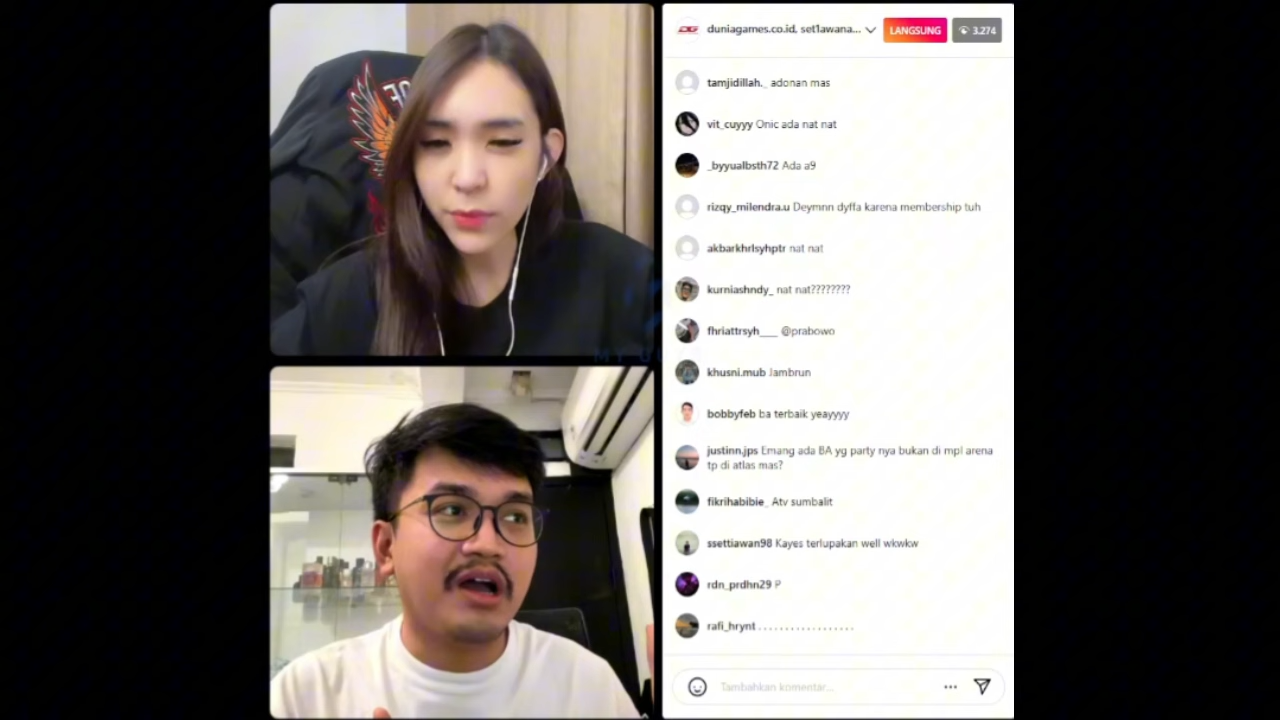 duniagames.co.id, set1awana...
LANGSUNG
3.274
tamjidillah._ adonan mas
vit_cuyyy Onic ada nat nat
_byyualbsth72 Ada a9
rizqy_milendra.u Deymnn dyffa karena membership tuh
akbarkhrlsyhptr nat nat
kurniashndy_ nat nat????????
fhriattrsyh___ @prabowo
khusni.mub Jambrun
bobbyfeb ba terbaik yeayyyy
justinn.jps Emang ada BA yg party nya bukan di mpl arena
tp di atlas mas?
fikrihabibie_ Atv sumbalit
ssettiawan98 Kayes terlupakan well wkwkw
rdn_prdhn29 P
rafi_hrynt ..................
Tambahkan komentar...